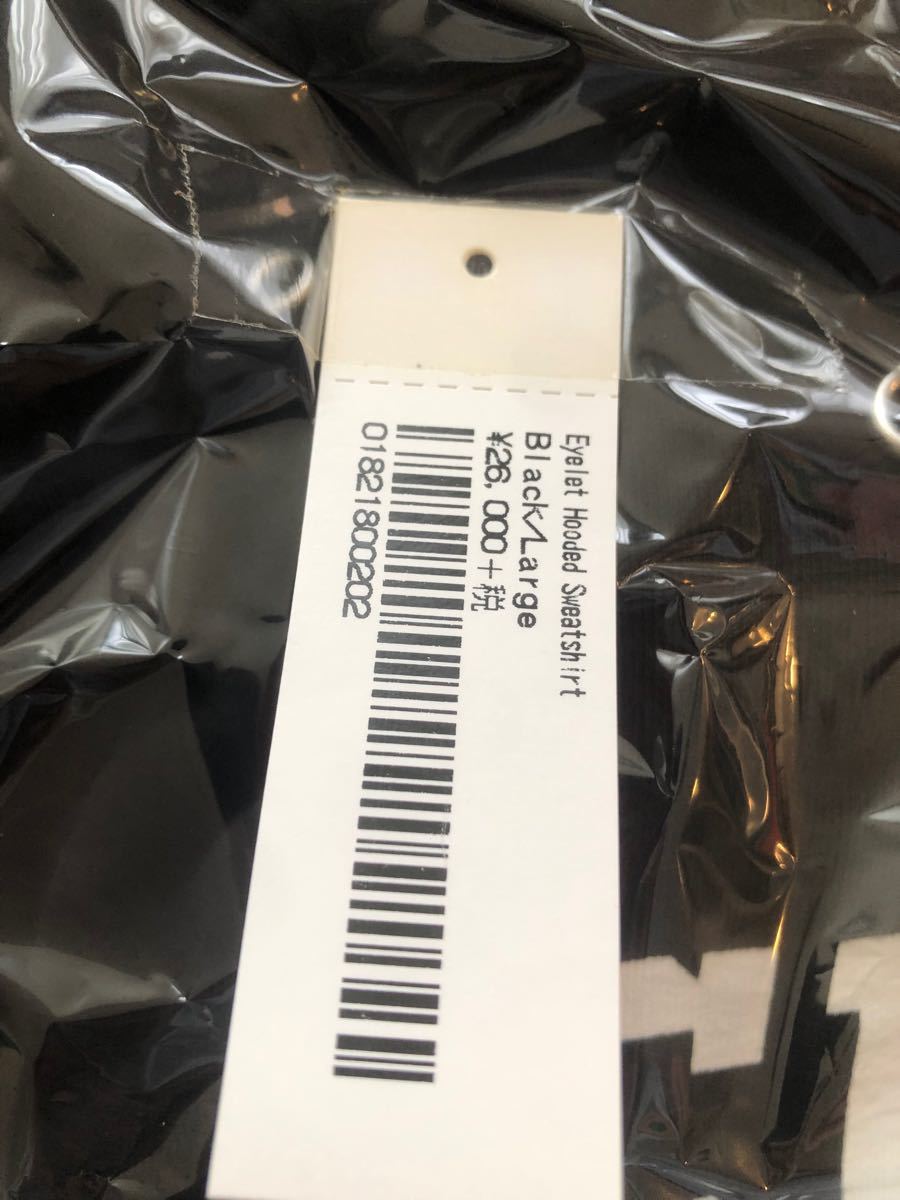 Eyelet Hooded Sweatshirt
Black/Large
¥26,000+税
01821800202